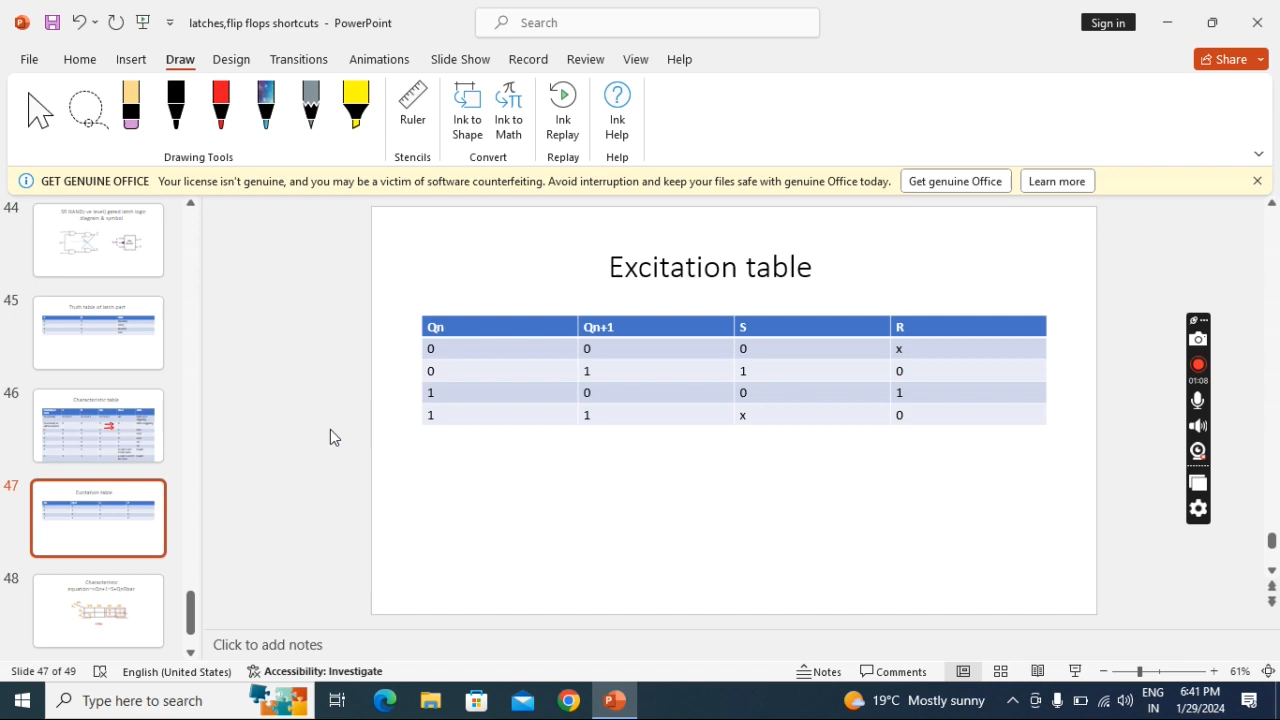 latches,flip flops shortcuts - PowerPoint
Search
Sign in
File Home Insert Draw Design Transitions Animations Slide Show Record Review View Help
Share
Ruler
Ink to Shape
Ink to Math
Ink Replay
Ink Help
Drawing Tools Stencils Convert Replay Help
GET GENUINE OFFICE Your license isn't genuine, and you may be a victim of software counterfeiting. Avoid interruption and keep your files safe with genuine Office today. Get genuine Office Learn more
44
diagram & symbol
45
Truth table of latch part
46
Characteristic table
47
Excitation table
48
Characteristic
Excitation table
Qn Qn+1 S R
0 0 0 x
0 1 1 0
1 0 0 1
1 1 x 0
01:08
Click to add notes
Slide 47 of 49 English (United States) Accessibility: Investigate Notes Comments 61%
Type here to search
19°C Mostly sunny
ENG
IN
6:41 PM
1/29/2024